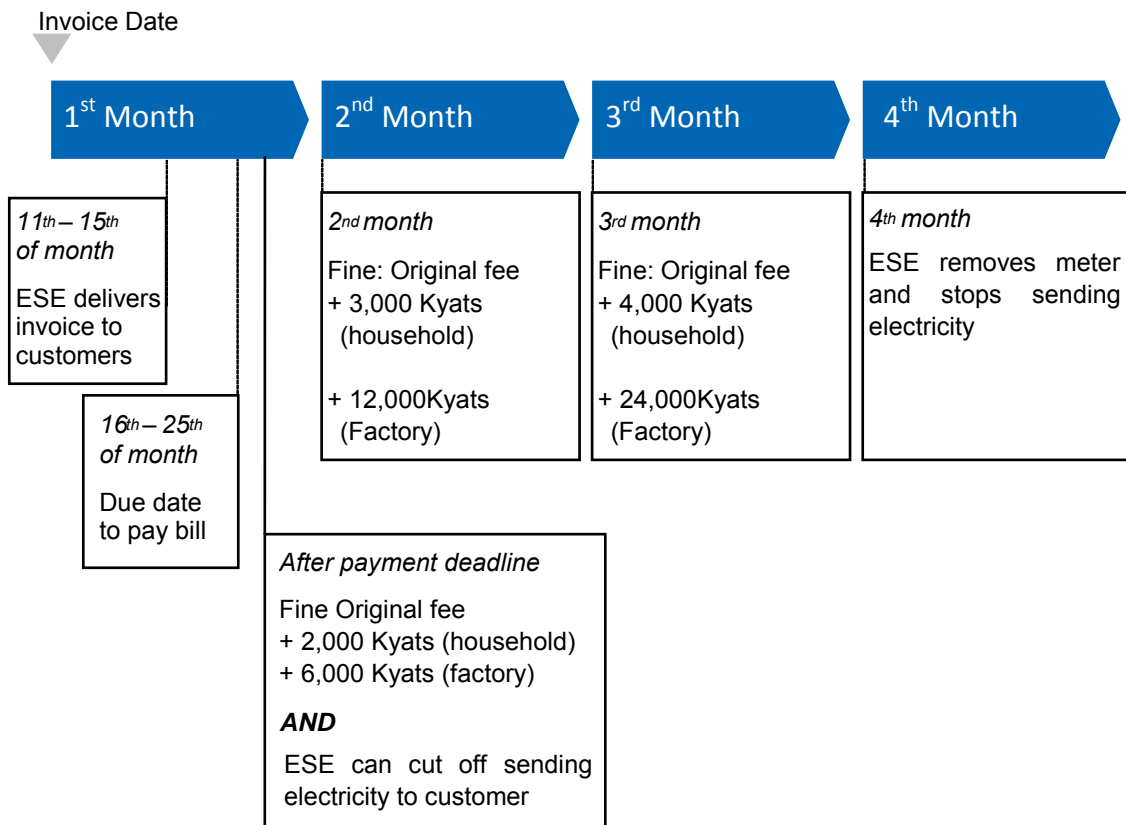 Invoice Date
1st Month
2nd Month
3rd Month
4th Month
11th – 15th
of month
ESE delivers
invoice to
customers
16th – 25th
of month
Due date
to pay bill
After payment deadline
Fine Original fee
+ 2,000 Kyats (household)
+ 6,000 Kyats (factory)
AND
ESE can cut off sending
electricity to customer
2nd month
Fine: Original fee
+ 3,000 Kyats
(household)
+ 12,000Kyats
(Factory)
3rd month
Fine: Original fee
+ 4,000 Kyats
(household)
+ 24,000Kyats
(Factory)
4th month
ESE removes meter
and stops sending
electricity